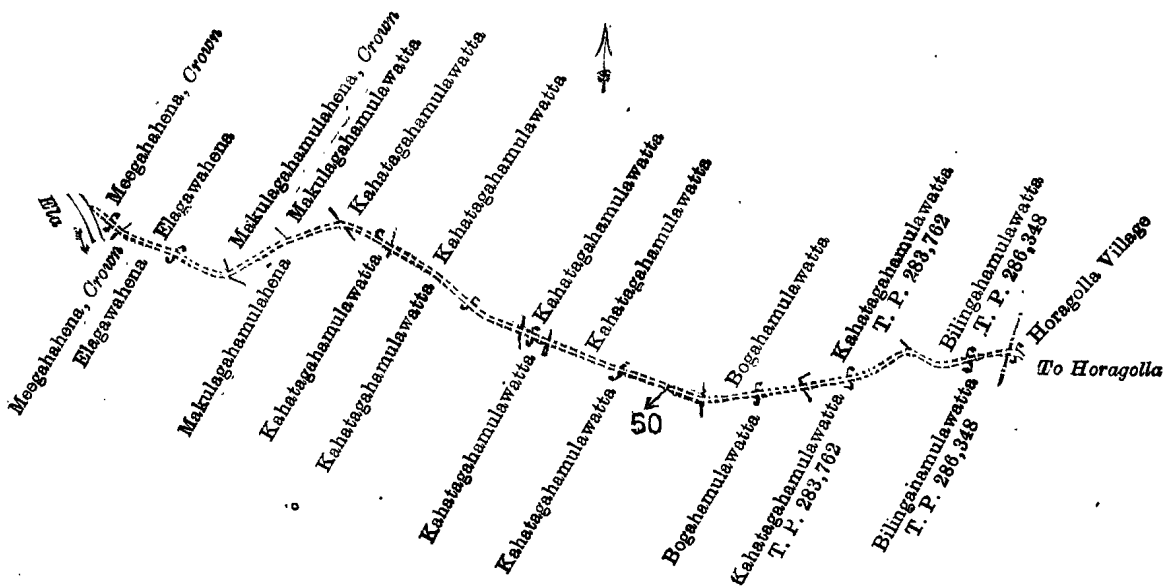 Meegahahena, Crown
Elagawahena
Makulagahamulahena, Crown
Makulagahamulawatta
Kahatagahamulawatta
Kahatagahamulawatta
Kahatagahamulawatta
Kahatagahamulawatta
Bogahamulawatta
Kahatagahamulawatta
T. P. 283,762
Bilingahamulawatta
T. P. 286,348
Horagolla Village
To Horagolla
Ela
Meegahahena, Crown
Elagawahena
Makulagahamulahena
Kahatagahamulawatta
Kahatagahamulawatta
Kahatagahamulawatta
Kahatagahamulawatta
50
Bogahamulawatta
Kahatagahamulawatta
T. P. 283,762
Bilingahamulawatta
T. P. 286,348